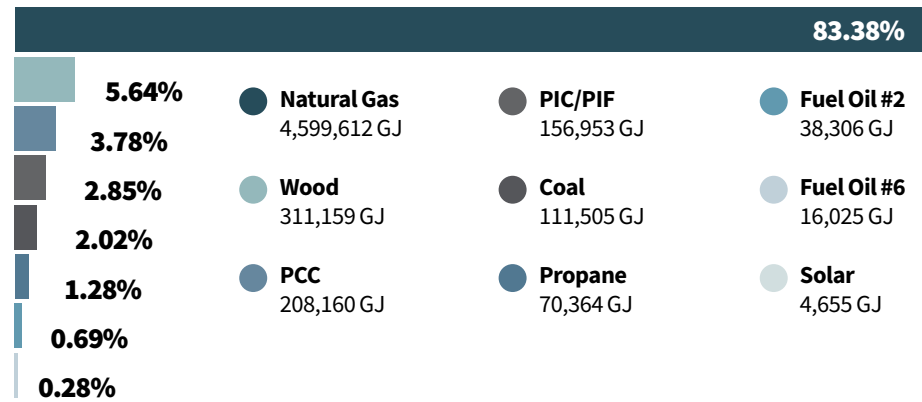 83.38%
5.64%
3.78%
2.85%
2.02%
1.28%
0.69%
0.28%
Natural Gas
4,599,612 GJ
Wood
311,159 GJ
PCC
208,160 GJ
PIC/PIF
156,953 GJ
Coal
111,505 GJ
Propane
70,364 GJ
Fuel Oil #2
38,306 GJ
Fuel Oil #6
16,025 GJ
Solar
4,655 GJ